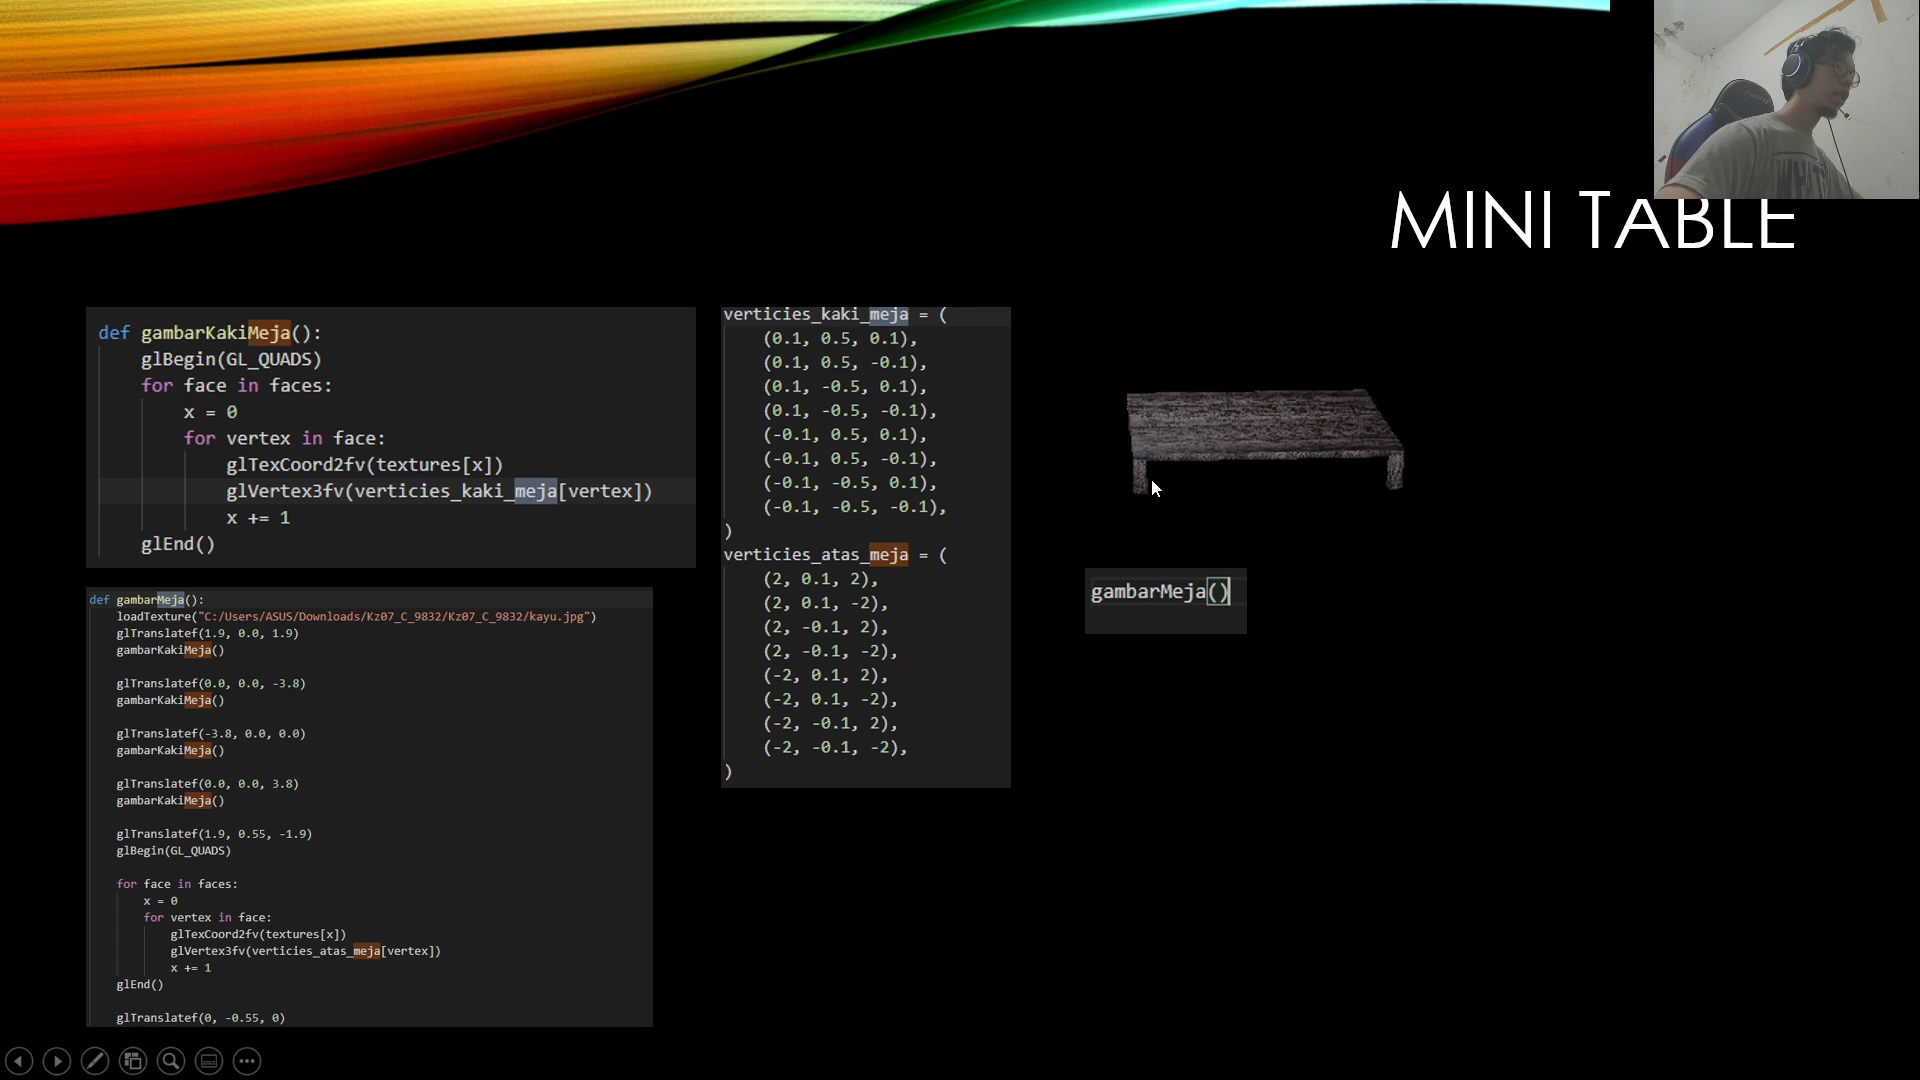 MINI TABLE
def gambarKakiMeja():
glBegin(GL_QUADS)
for face in faces:
x = 0
for vertex in face:
glTexCoord2fv(textures[x])
glVertex3fv(verticies_kaki_meja[vertex])
x += 1
glEnd()
def gambarMeja():
loadTexture("C:/Users/ASUS/Downloads/Kz07_C_9832/Kz07_C_9832/kayu.jpg")
glTranslatef(1.9, 0.0, 1.9)
gambarKakiMeja()
glTranslatef(0.0, 0.0, -3.8)
gambarKakiMeja()
glTranslatef(-3.8, 0.0, 0.0)
gambarKakiMeja()
glTranslatef(0.0, 0.0, 3.8)
gambarKakiMeja()
glTranslatef(1.9, 0.55, -1.9)
glBegin(GL_QUADS)
for face in faces:
x = 0
for vertex in face:
glTexCoord2fv(textures[x])
glVertex3fv(verticies_atas_meja[vertex])
x += 1
glEnd()
glTranslatef(0, -0.55, 0)
verticies_kaki_meja = (
(0.1, 0.5, 0.1),
(0.1, 0.5, -0.1),
(0.1, -0.5, 0.1),
(0.1, -0.5, -0.1),
(-0.1, 0.5, 0.1),
(-0.1, 0.5, -0.1),
(-0.1, -0.5, 0.1),
(-0.1, -0.5, -0.1),
)
verticies_atas_meja = (
(2, 0.1, 2),
(2, 0.1, -2),
(2, -0.1, 2),
(2, -0.1, -2),
(-2, 0.1, 2),
(-2, 0.1, -2),
(-2, -0.1, 2),
(-2, -0.1, -2),
)
gambarMeja()